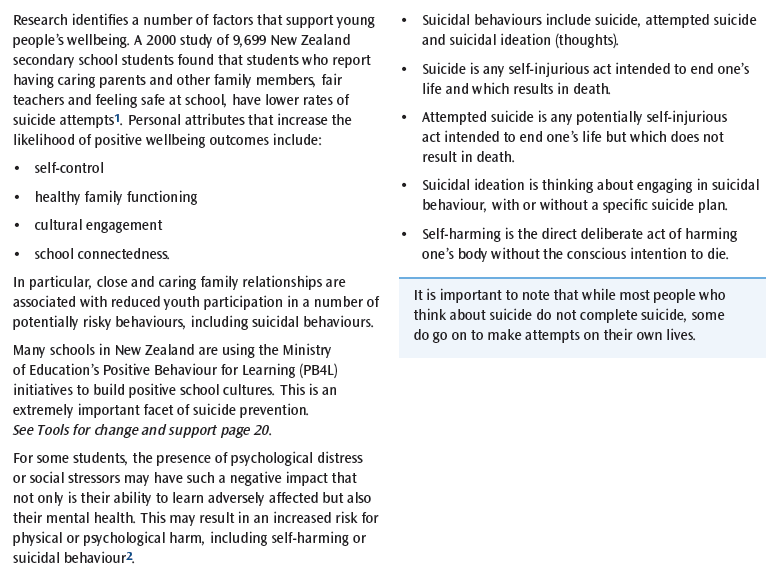 Research identifies a number of factors that support young
people's wellbeing. A 2000 study of 9,699 New Zealand
secondary school students found that students who report
having caring parents and other family members, fair
teachers and feeling safe at school, have lower rates of
suicide attempts1. Personal attributes that increase the
likelihood of positive wellbeing outcomes include:
• self-control
• healthy family functioning
• cultural engagement
• school connectedness.
In particular, close and caring family relationships are
associated with reduced youth participation in a number of
potentially risky behaviours, including suicidal behaviours.
Many schools in New Zealand are using the Ministry
of Education's Positive Behaviour for Learning (PB4L)
initiatives to build positive school cultures. This is an
extremely important facet of suicide prevention.
See Tools for change and support page 20.
For some students, the presence of psychological distress
or social stressors may have such a negative impact that
not only is their ability to learn adversely affected but also
their mental health. This may result in an increased risk for
physical or psychological harm, including self-harming or
suicidal behaviour2.
• Suicidal behaviours include suicide, attempted suicide
and suicidal ideation (thoughts).
• Suicide is any self-injurious act intended to end one's
life and which results in death.
• Attempted suicide is any potentially self-injurious
act intended to end one's life but which does not
result in death.
• Suicidal ideation is thinking about engaging in suicidal
behaviour, with or without a specific suicide plan.
• Self-harming is the direct deliberate act of harming
one's body without the conscious intention to die.
It is important to note that while most people who
think about suicide do not complete suicide, some
do go on to make attempts on their own lives.